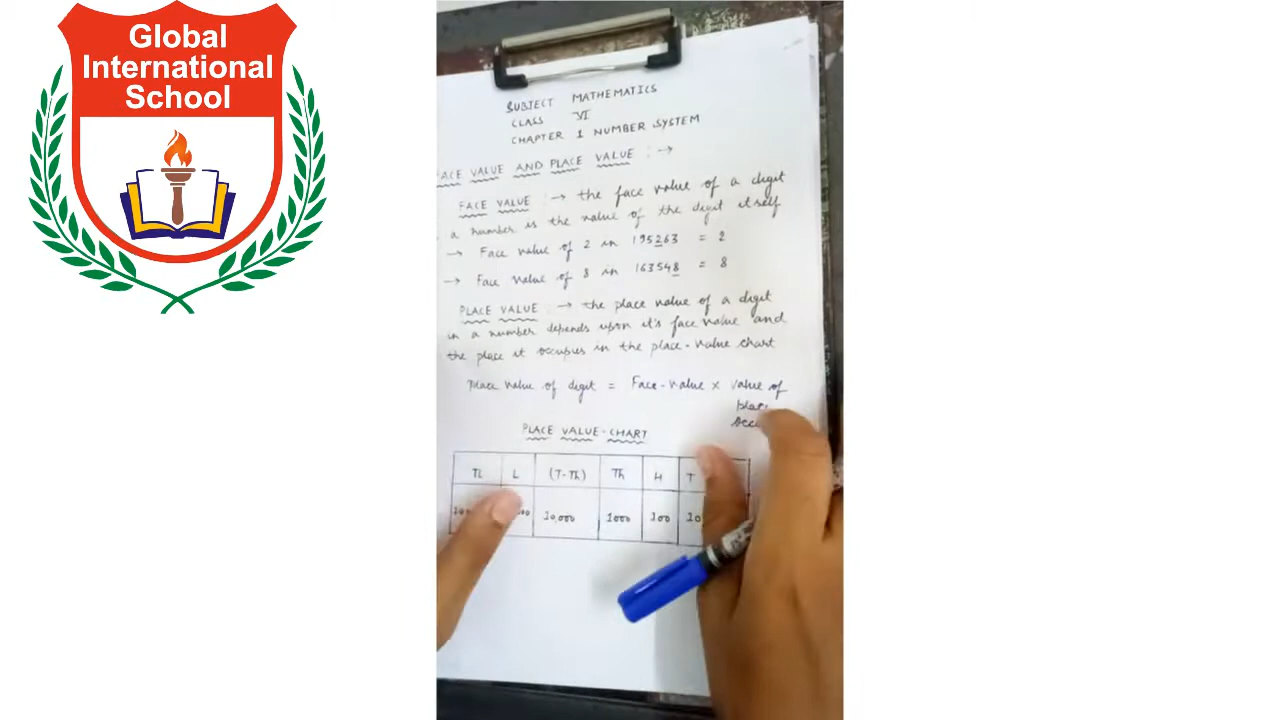 Global
International
School
SUBJECT MATHEMATICS
CLASS VI
CHAPTER 1 NUMBER SYSTEM
FACE VALUE AND PLACE VALUE :→
FACE VALUE :→ the face value of a digit
a number is the value of the digit itself
→ Face value of 2 in 195263 = 2
→ Face value of 8 in 163548 = 8
PLACE VALUE :→ the place value of a digit
in a number depends upon it's face value and
the place it occupies in the place-value chart
Place value of digit = Face-value × value of
PLACE VALUE-CHART
TL L (T-Th) Th H T
10,000 1000 100 10